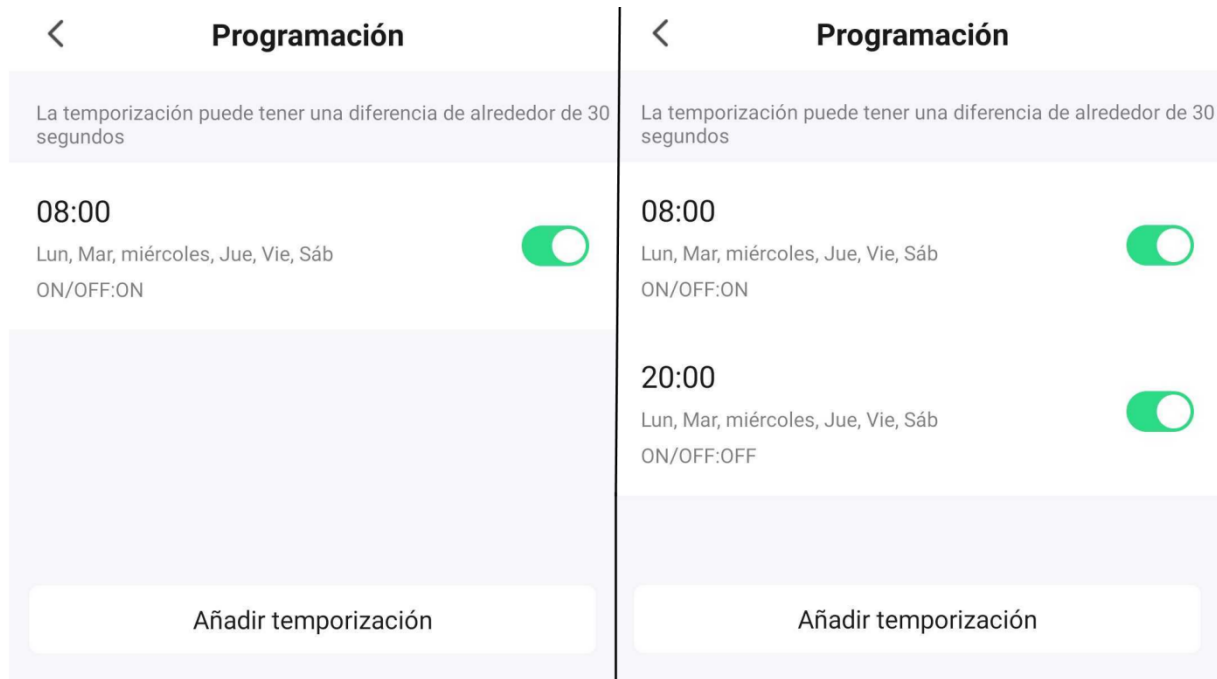 Programación
La temporización puede tener una diferencia de alrededor de 30
segundos
08:00
Lun, Mar, miércoles, Jue, Vie, Sáb
ON/OFF:ON
Añadir temporización
Programación
La temporización puede tener una diferencia de alrededor de 30
segundos
08:00
Lun, Mar, miércoles, Jue, Vie, Sáb
ON/OFF:ON
20:00
Lun, Mar, miércoles, Jue, Vie, Sáb
ON/OFF:OFF
Añadir temporización